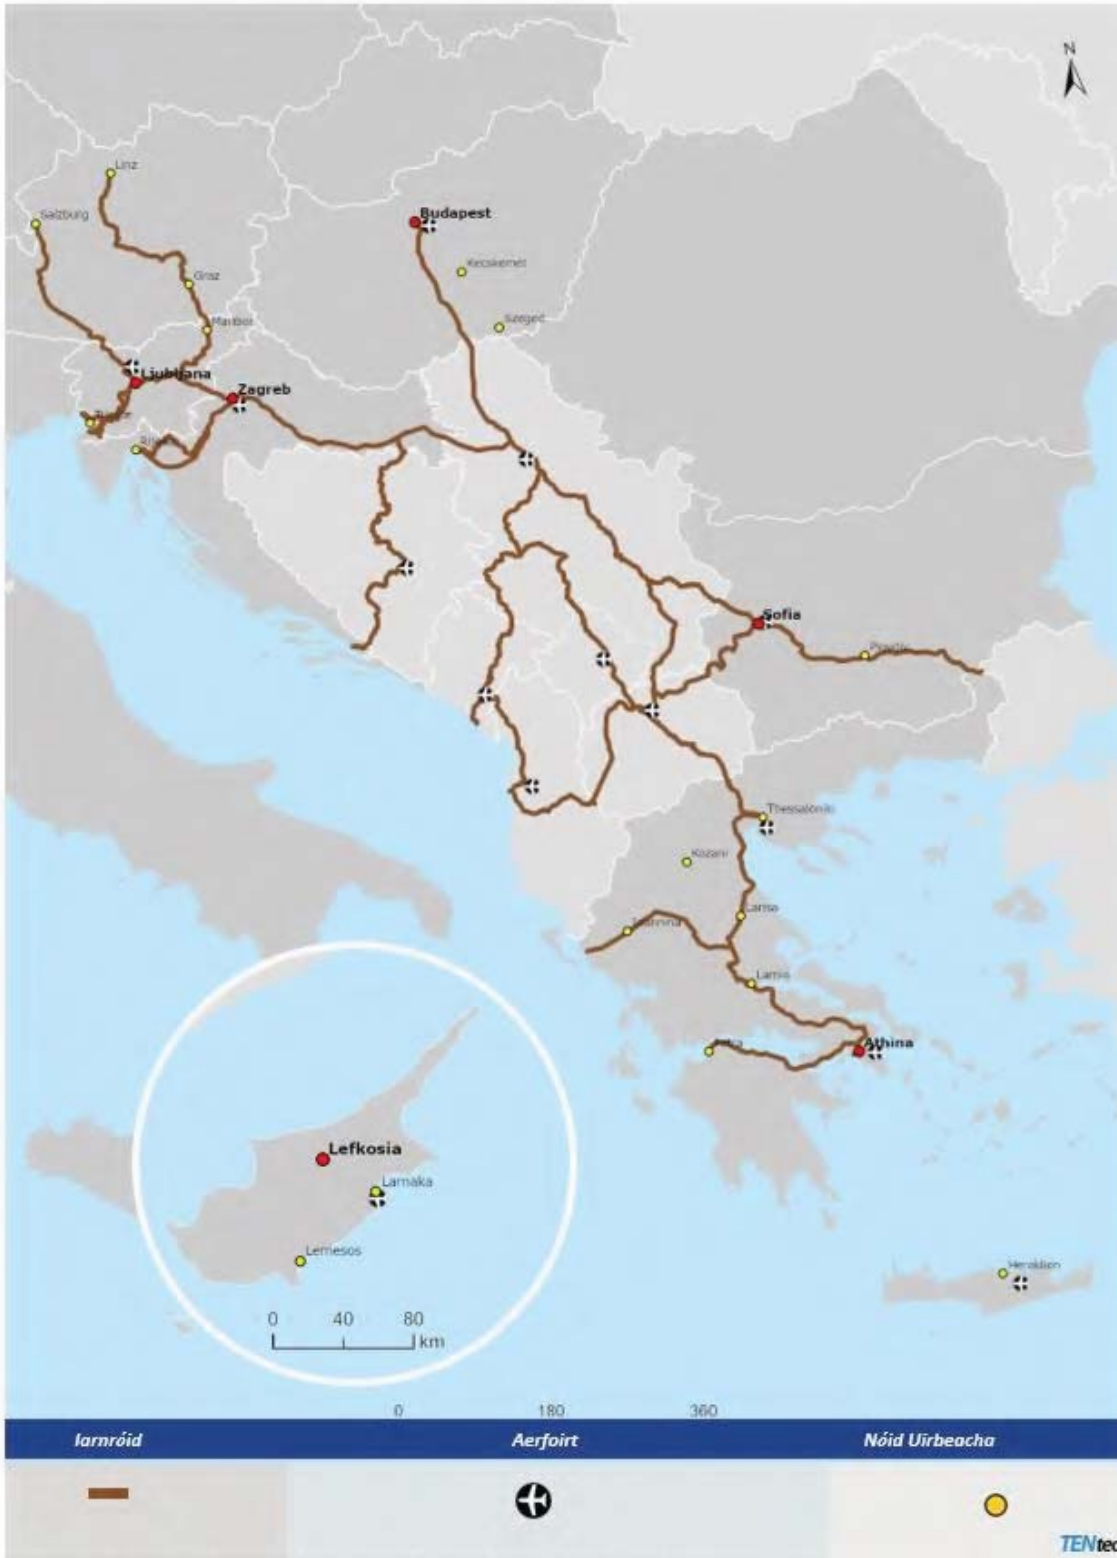 N
Linz
Salzburg
Budapest
Kecskemét
Graz
Szeged
Maribor
Ljubljana
Zagreb
Sofia
Thessaloniki
Kozani
Larisa
Lamia
Athina
Lefkosia
Larnaka
Lemesos
Heraklion
0 40 80
km
0 180 360
Iarnróid Aerfoirt Nóid Uirbeacha
TENtec